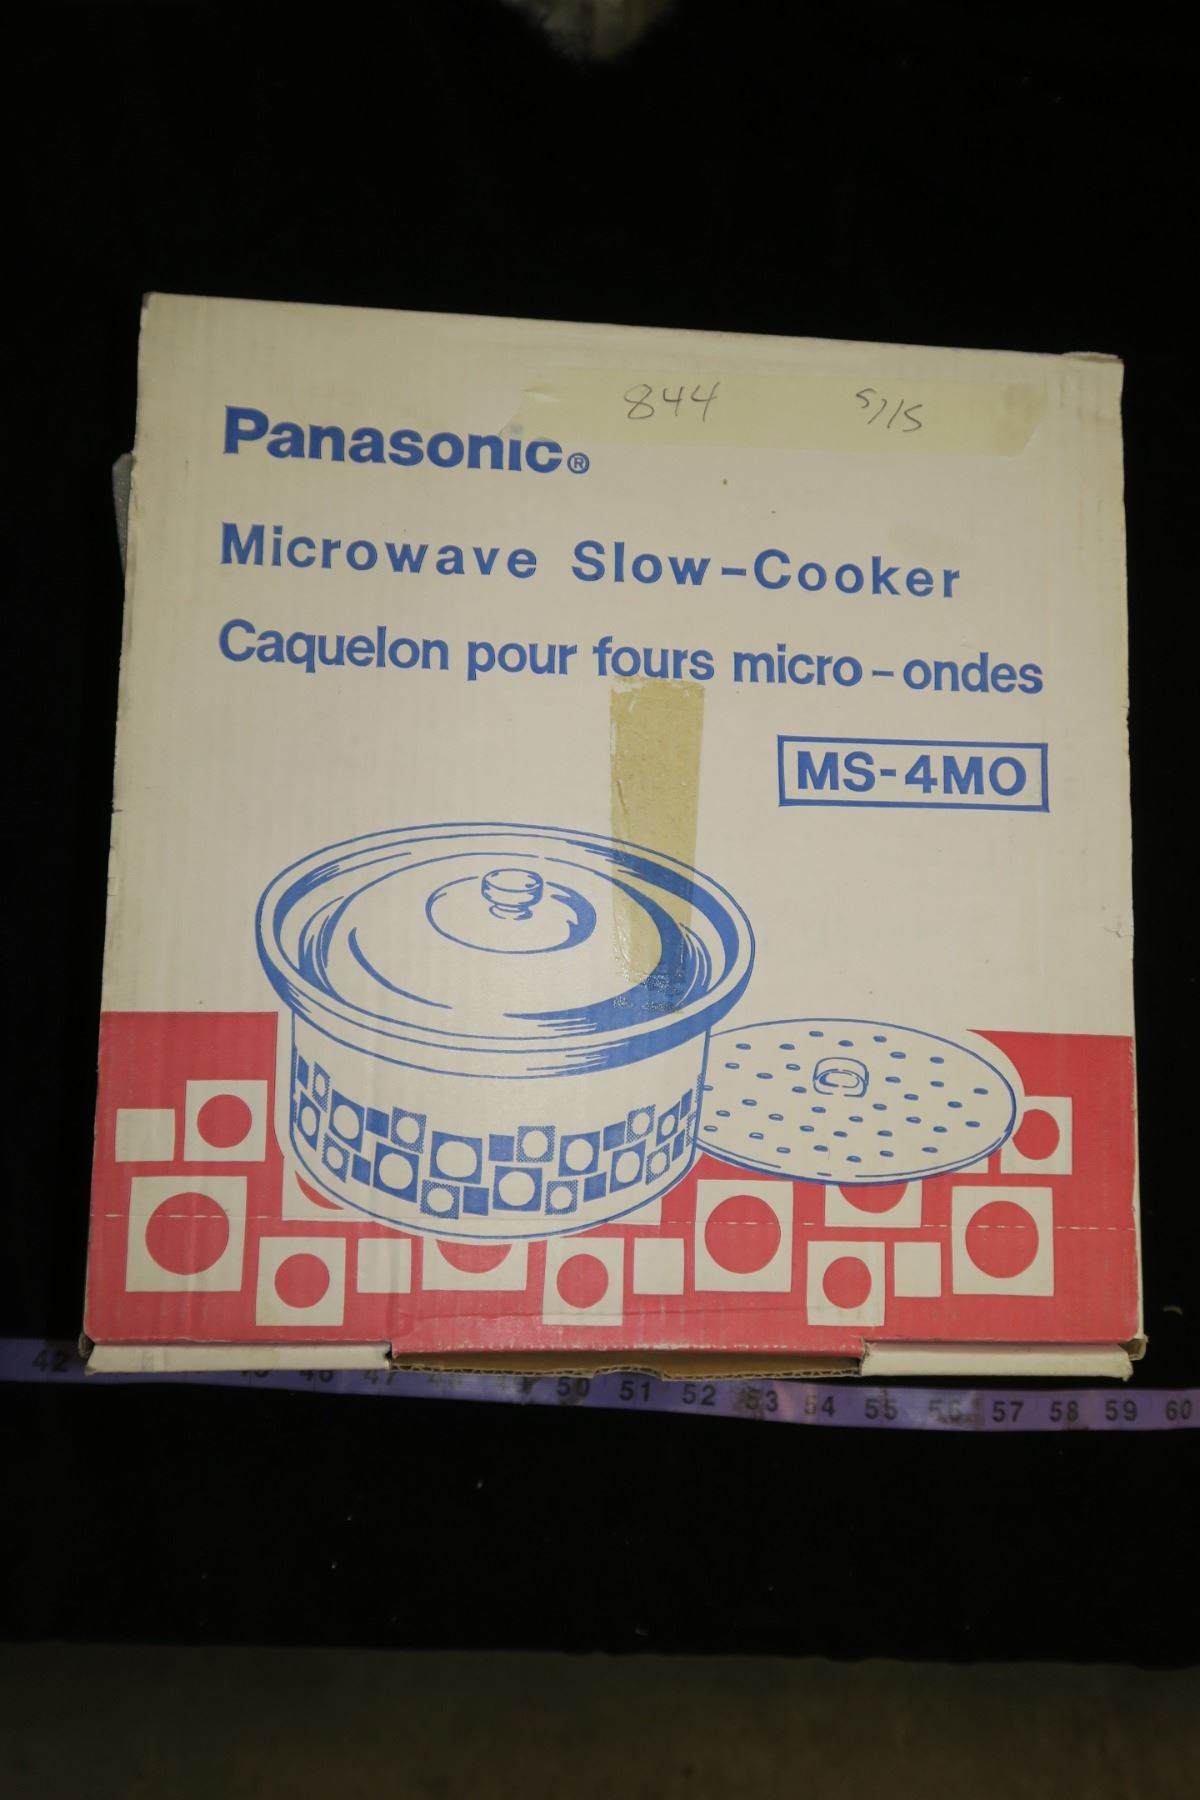 844 5/15
Panasonic®
Microwave Slow-Cooker
Caquelon pour fours micro-ondes
MS-4MO
42 46 47 50 51 52 53 54 55 56 57 58 59 60